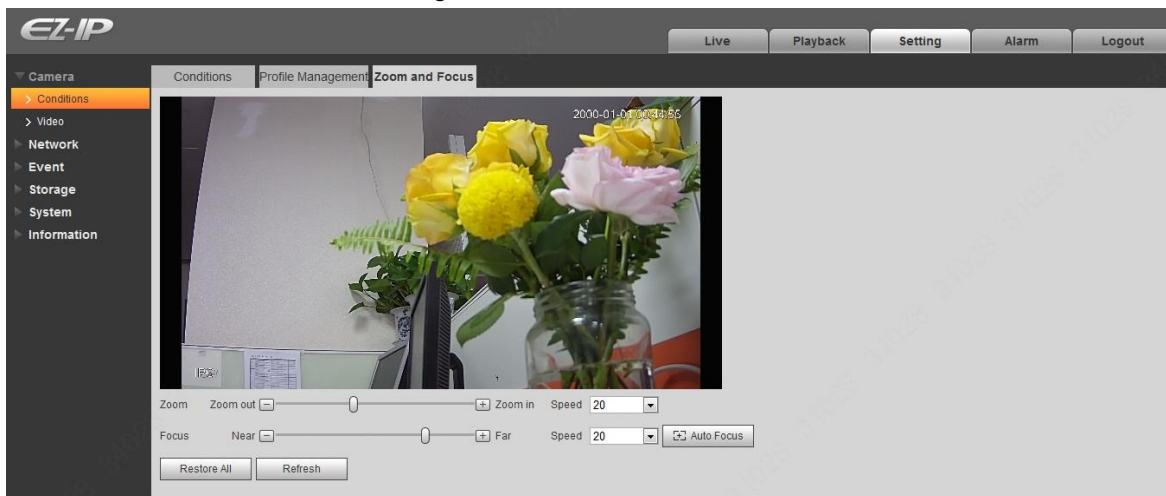 EZ-IP
Live Playback Setting Alarm Logout
Camera
Conditions
Video
Network
Event
Storage
System
Information
Conditions Profile Management Zoom and Focus
2000-01-01 00:44:56
Zoom Zoom out Zoom in Speed 20
Focus Near Far Speed 20 Auto Focus
Restore All Refresh